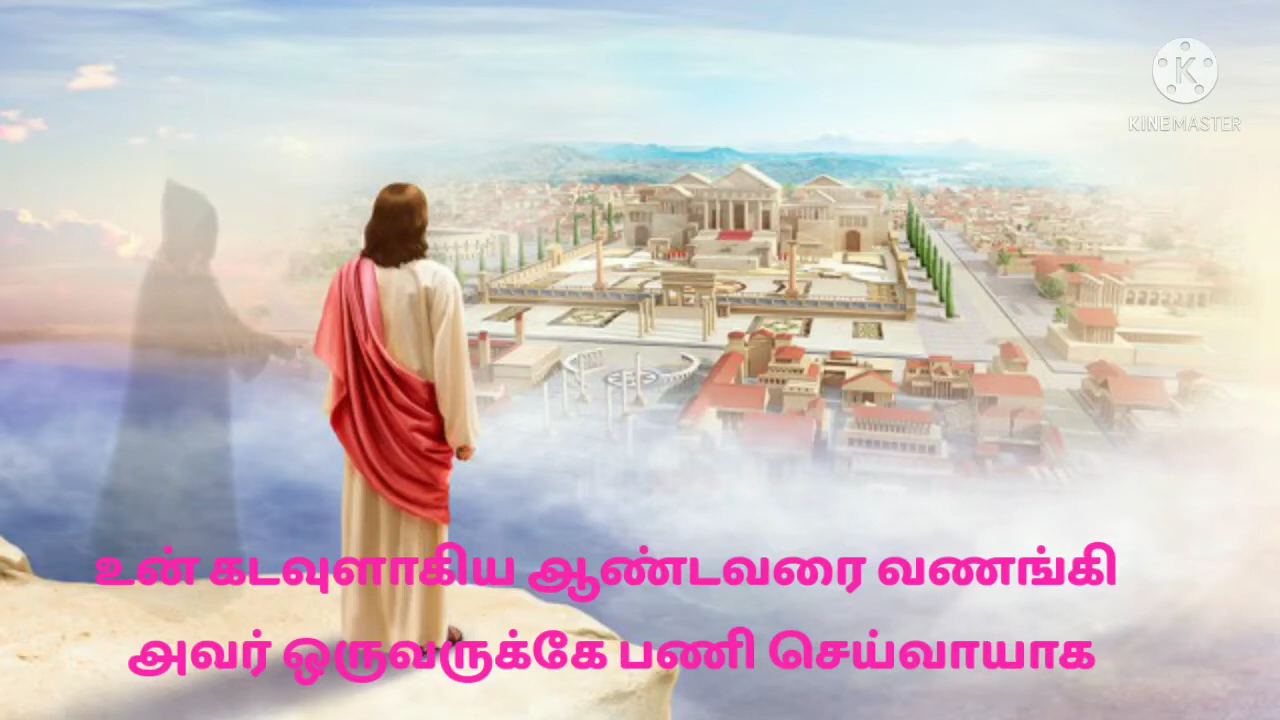 KINEMASTER
உன் கடவுளாகிய ஆண்டவரை வணங்கி
அவர் ஒருவருக்கே பணி செய்வாயாக